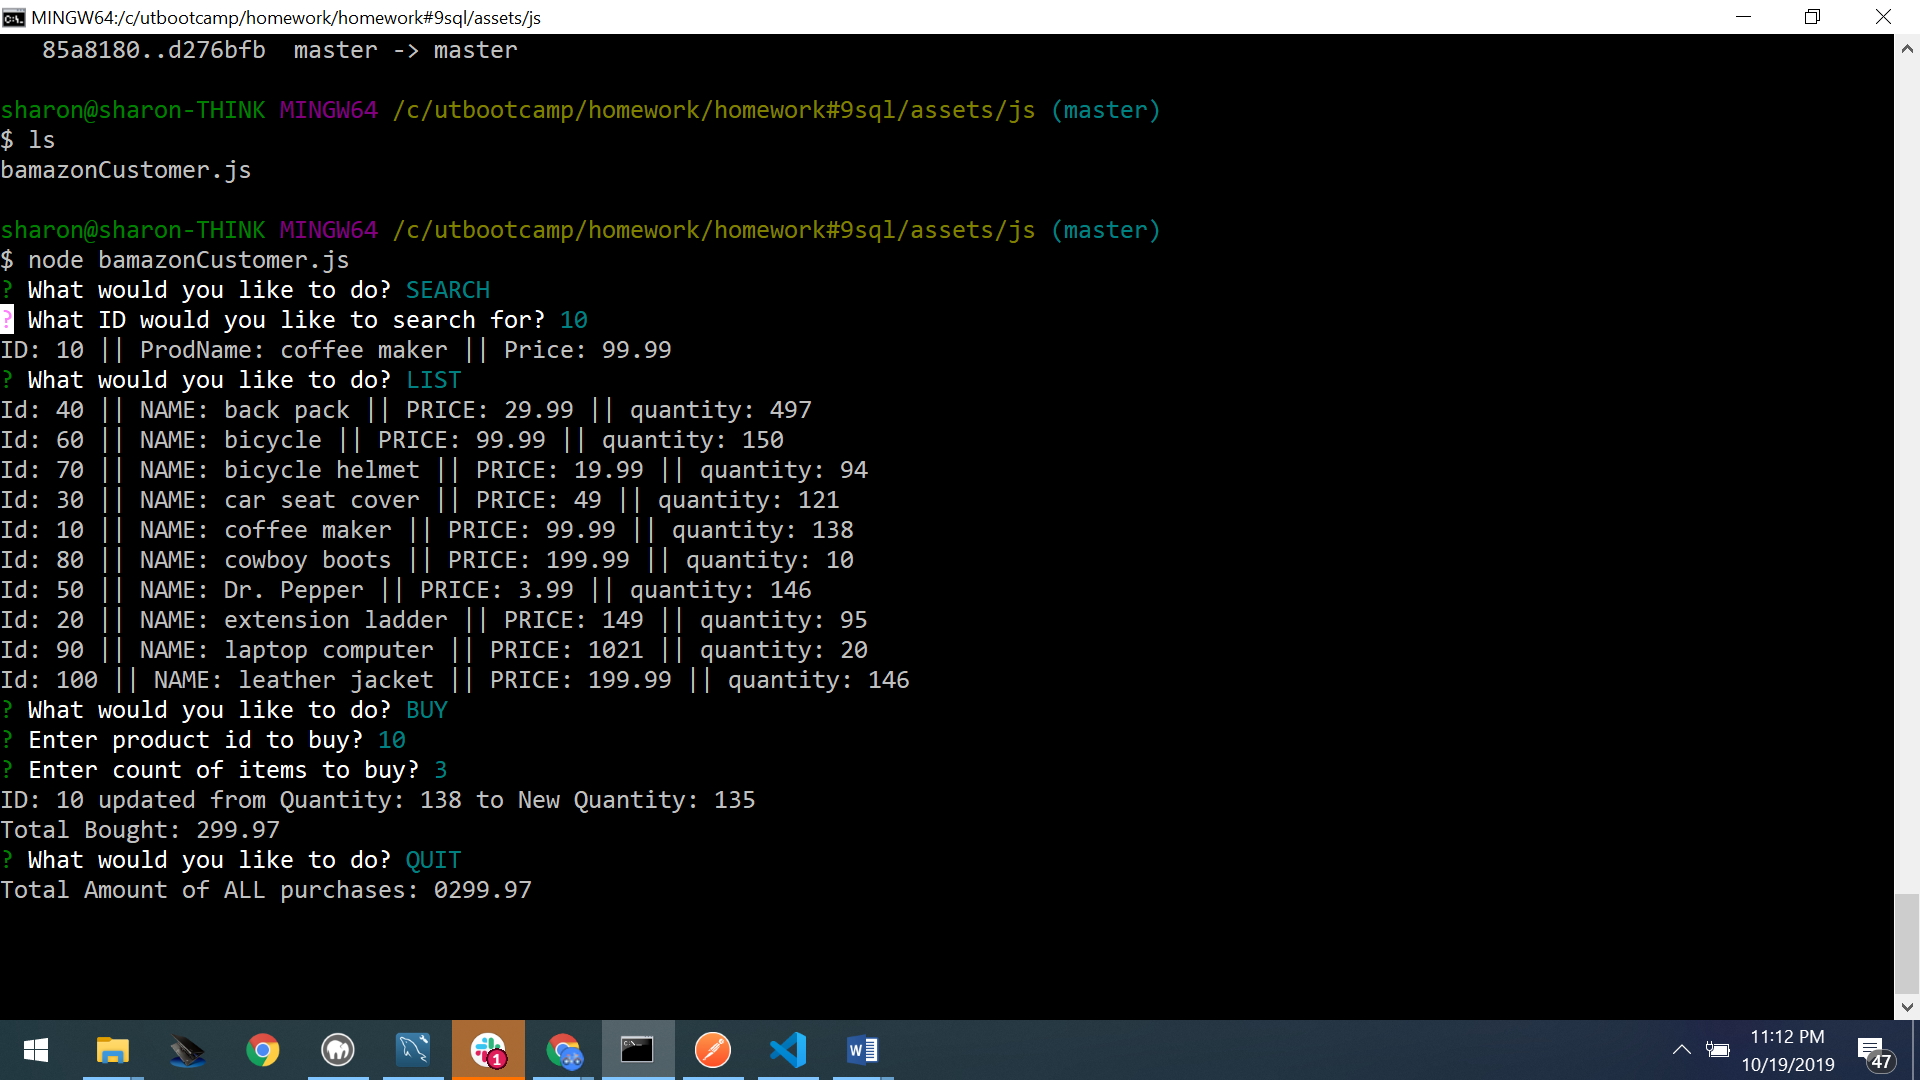 MINGW64:/c/utbootcamp/homework/homework#9sql/assets/js
85a8180..d276bfb  master -> master
sharon@sharon-THINK MINGW64 /c/utbootcamp/homework/homework#9sql/assets/js (master)
$ ls
bamazonCustomer.js
sharon@sharon-THINK MINGW64 /c/utbootcamp/homework/homework#9sql/assets/js (master)
$ node bamazonCustomer.js
? What would you like to do? SEARCH
? What ID would you like to search for? 10
ID: 10 || ProdName: coffee maker || Price: 99.99
? What would you like to do? LIST
Id: 40 || NAME: back pack || PRICE: 29.99 || quantity: 497
Id: 60 || NAME: bicycle || PRICE: 99.99 || quantity: 150
Id: 70 || NAME: bicycle helmet || PRICE: 19.99 || quantity: 94
Id: 30 || NAME: car seat cover || PRICE: 49 || quantity: 121
Id: 10 || NAME: coffee maker || PRICE: 99.99 || quantity: 138
Id: 80 || NAME: cowboy boots || PRICE: 199.99 || quantity: 10
Id: 50 || NAME: Dr. Pepper || PRICE: 3.99 || quantity: 146
Id: 20 || NAME: extension ladder || PRICE: 149 || quantity: 95
Id: 90 || NAME: laptop computer || PRICE: 1021 || quantity: 20
Id: 100 || NAME: leather jacket || PRICE: 199.99 || quantity: 146
? What would you like to do? BUY
? Enter product id to buy? 10
? Enter count of items to buy? 3
ID: 10 updated from Quantity: 138 to New Quantity: 135
Total Bought: 299.97
? What would you like to do? QUIT
Total Amount of ALL purchases: 0299.97
1
11:12 PM
10/19/2019
47